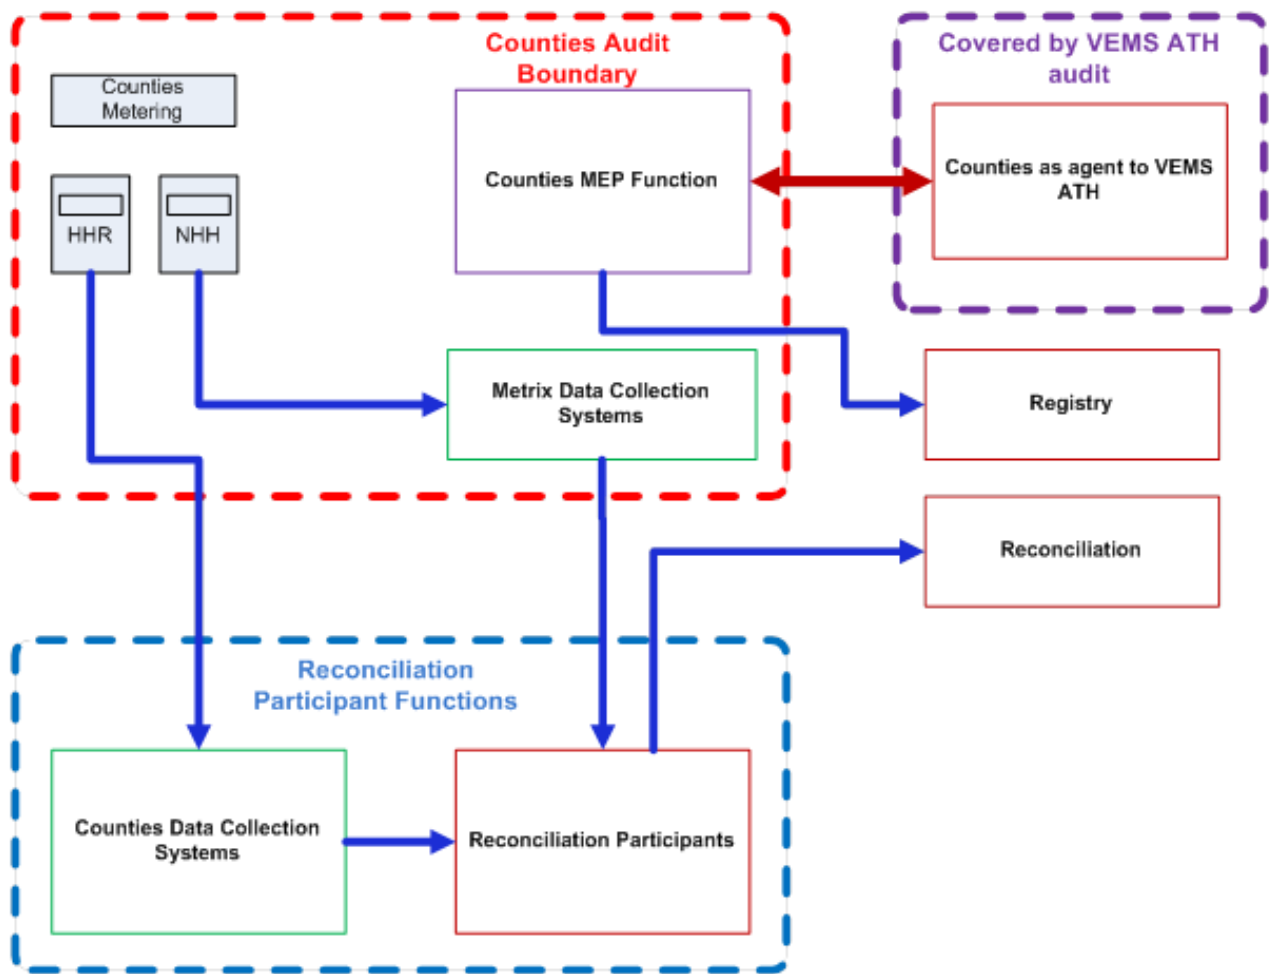 Counties Audit
Boundary
Covered by VEMS ATH
audit
Counties
Metering
HHR
NHH
Counties MEP Function
Counties as agent to VEMS
ATH
Metrix Data Collection
Systems
Registry
Reconciliation
Reconciliation
Participant Functions
Counties Data Collection
Systems
Reconciliation Participants